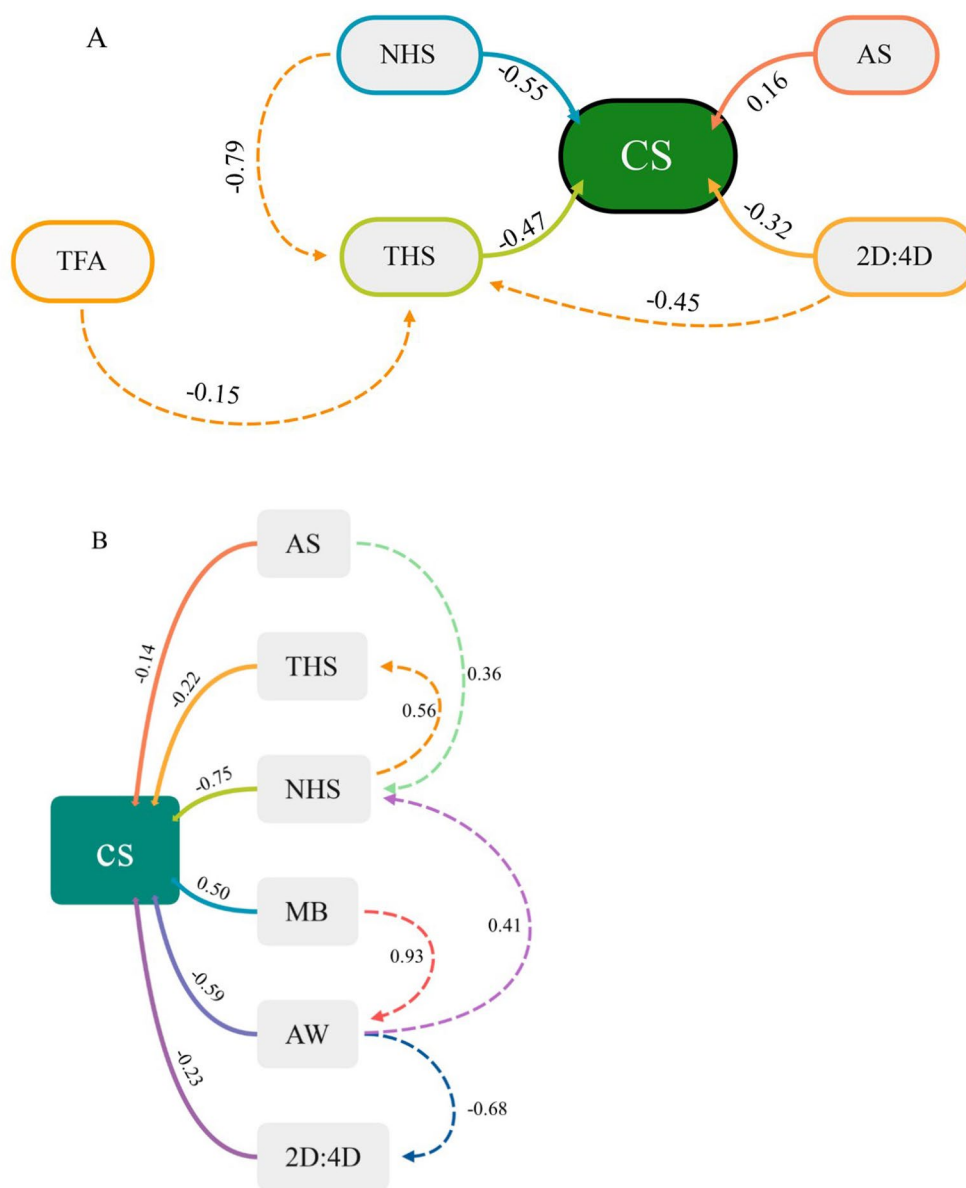 A
NHS
AS
-0.55
0.16
CS
-0.79
-0.47
-0.32
TFA
THS
2D:4D
-0.45
-0.15
B
AS
-0.14
THS
0.36
-0.22
0.56
-0.75
NHS
cs
0.50
MB
0.41
0.93
-0.59
AW
-0.23
-0.68
2D:4D